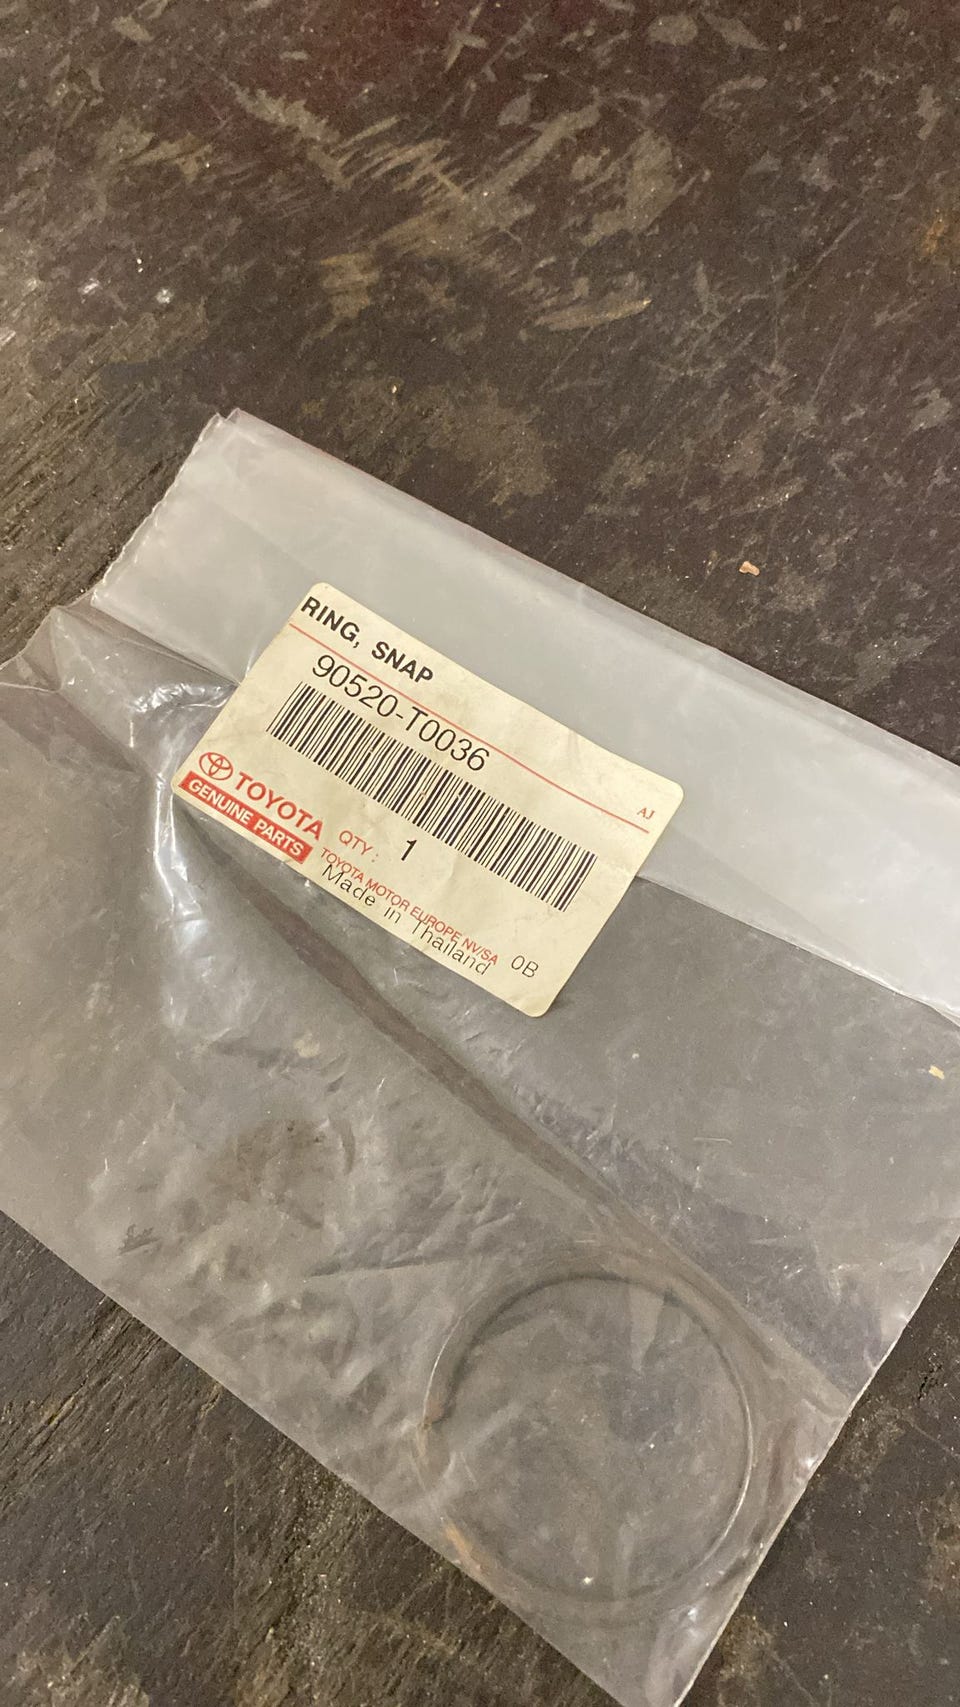 RING, SNAP
90520-T0036
AJ
TOYOTA
GENUINE PARTS
QTY : 1
TOYOTA MOTOR EUROPE NV/SA
Made in Thailand 0B